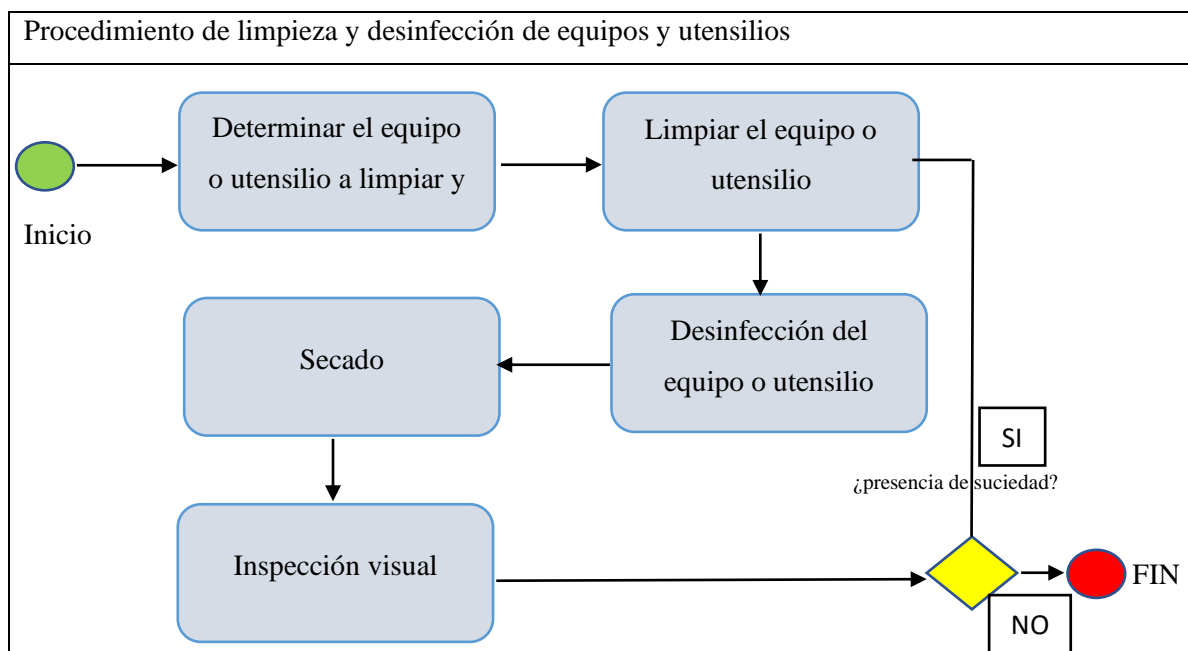 Procedimiento de limpieza y desinfección de equipos y utensilios
Inicio
Determinar el equipo
o utensilio a limpiar y
Limpiar el equipo o
utensilio
Desinfección del
equipo o utensilio
Secado
Inspección visual
SI
¿presencia de suciedad?
NO
FIN